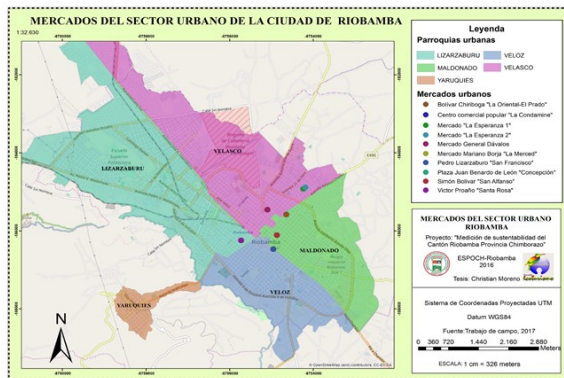 MERCADOS DEL SECTOR URBANO DE LA CIUDAD DE RIOBAMBA
1:32.630
LIZARZABURU
VELASCO
MALDONADO
VELOZ
YARUQUIES
Riobamba
N
Leyenda
Parroquias urbanas
LIZARZABURU
VELOZ
MALDONADO
VELASCO
YARUQUIES
Mercados urbanos
Bolívar Chiriboga "La Oriental-El Prado"
Centro comercial popular "La Condamine"
Mercado "La Esperanza 1"
Mercado "La Esperanza 2"
Mercado General Dávalos
Mercado Mariano Borja "La Merced"
Pedro Lizarzaburo "San Francisco"
Plaza Juan Benardo de León "Concepción"
Simón Bolívar "San Alfonso"
Víctor Proaño "Santa Rosa"
MERCADOS DEL SECTOR URBANO
RIOBAMBA
Proyecto: "Medición de sustentabilidad del
Cantón Riobamba Provincia Chimborazo"
ESPOCH-Riobamba
2016
Tesis: Christian Moreno
Sistema de Coordenadas Proyectadas UTM
Datum WGS84
Fuente:Trabajo de campo, 2017
0 360 720 1.440 2.160 2.880
Meters
ESCALA: 1 cm = 326 meters